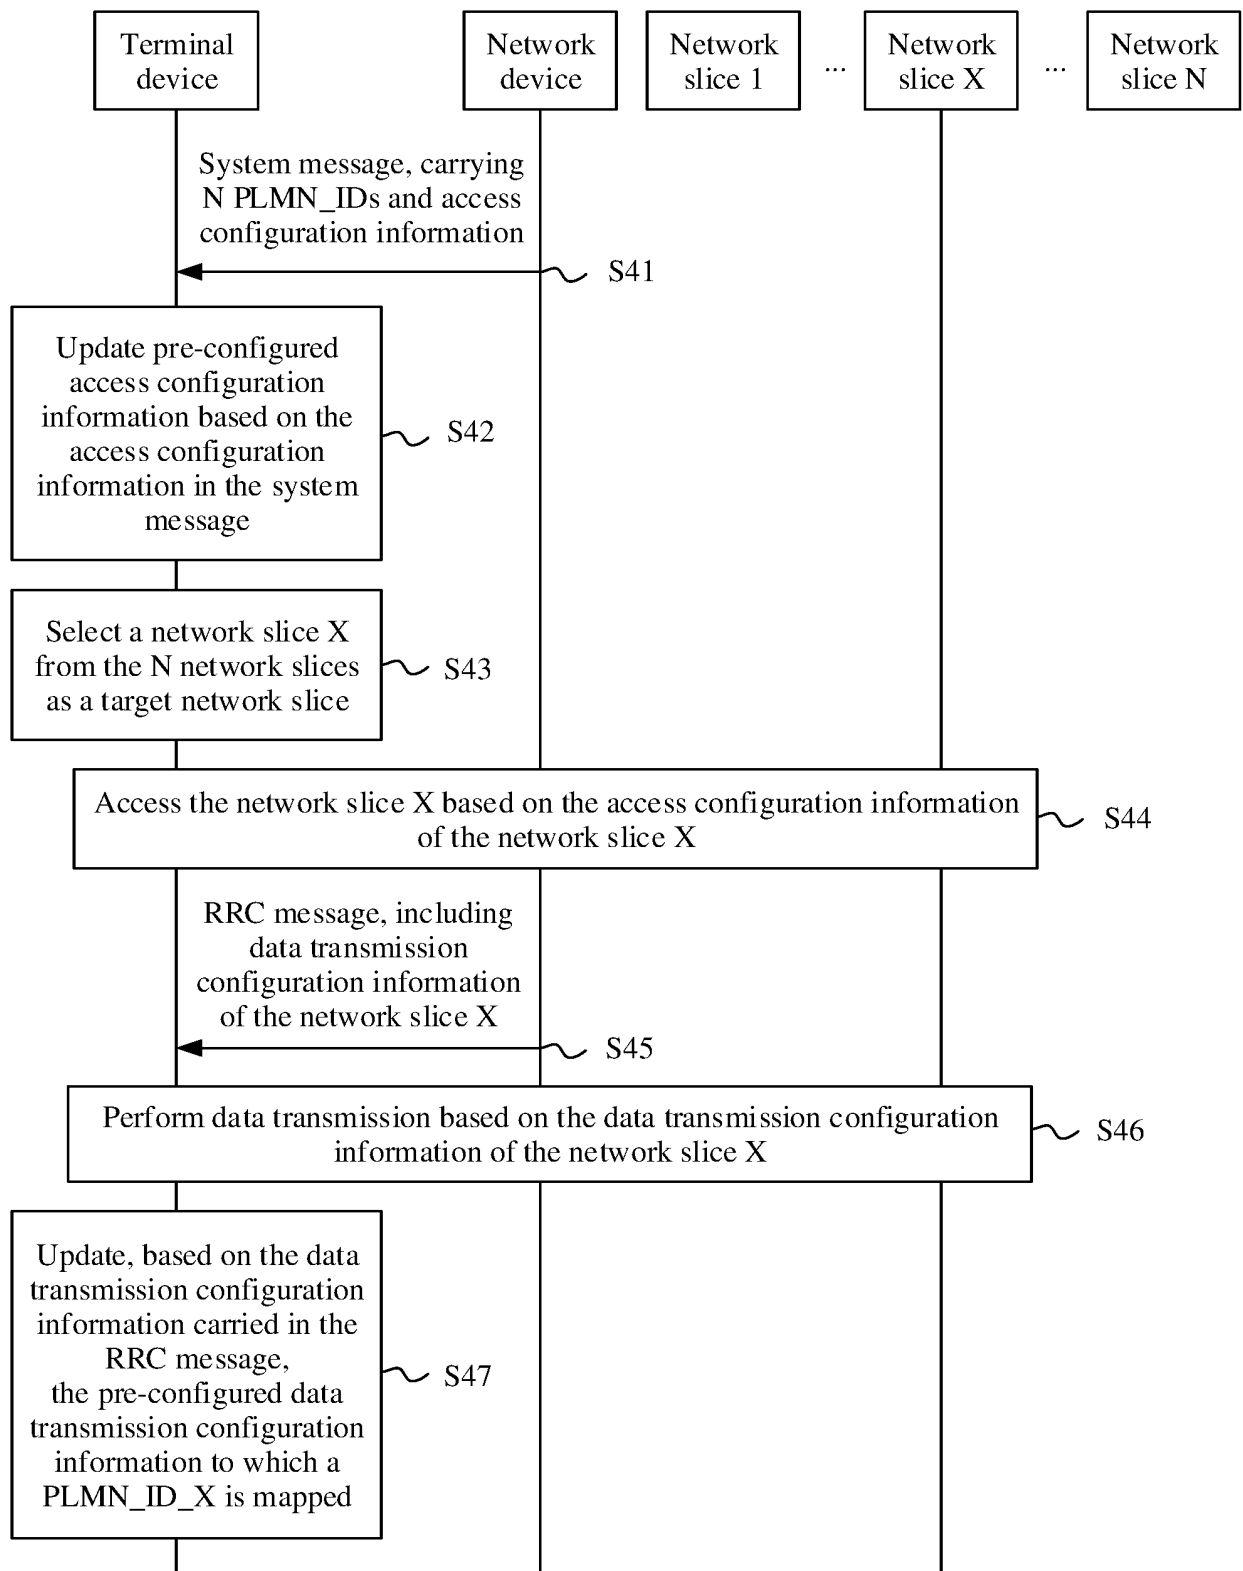 Terminal
device
Network
device
Network
slice 1
...
Network
slice X
...
Network
slice N
System message, carrying
N PLMN_IDs and access
configuration information
S41
Update pre-configured
access configuration
information based on the
access configuration
information in the system
message
S42
Select a network slice X
from the N network slices
as a target network slice
S43
Access the network slice X based on the access configuration information
of the network slice X
S44
RRC message, including
data transmission
configuration information
of the network slice X
S45
Perform data transmission based on the data transmission configuration
information of the network slice X
S46
Update, based on the data
transmission configuration
information carried in the
RRC message,
the pre-configured data
transmission configuration
information to which a
PLMN_ID_X is mapped
S47